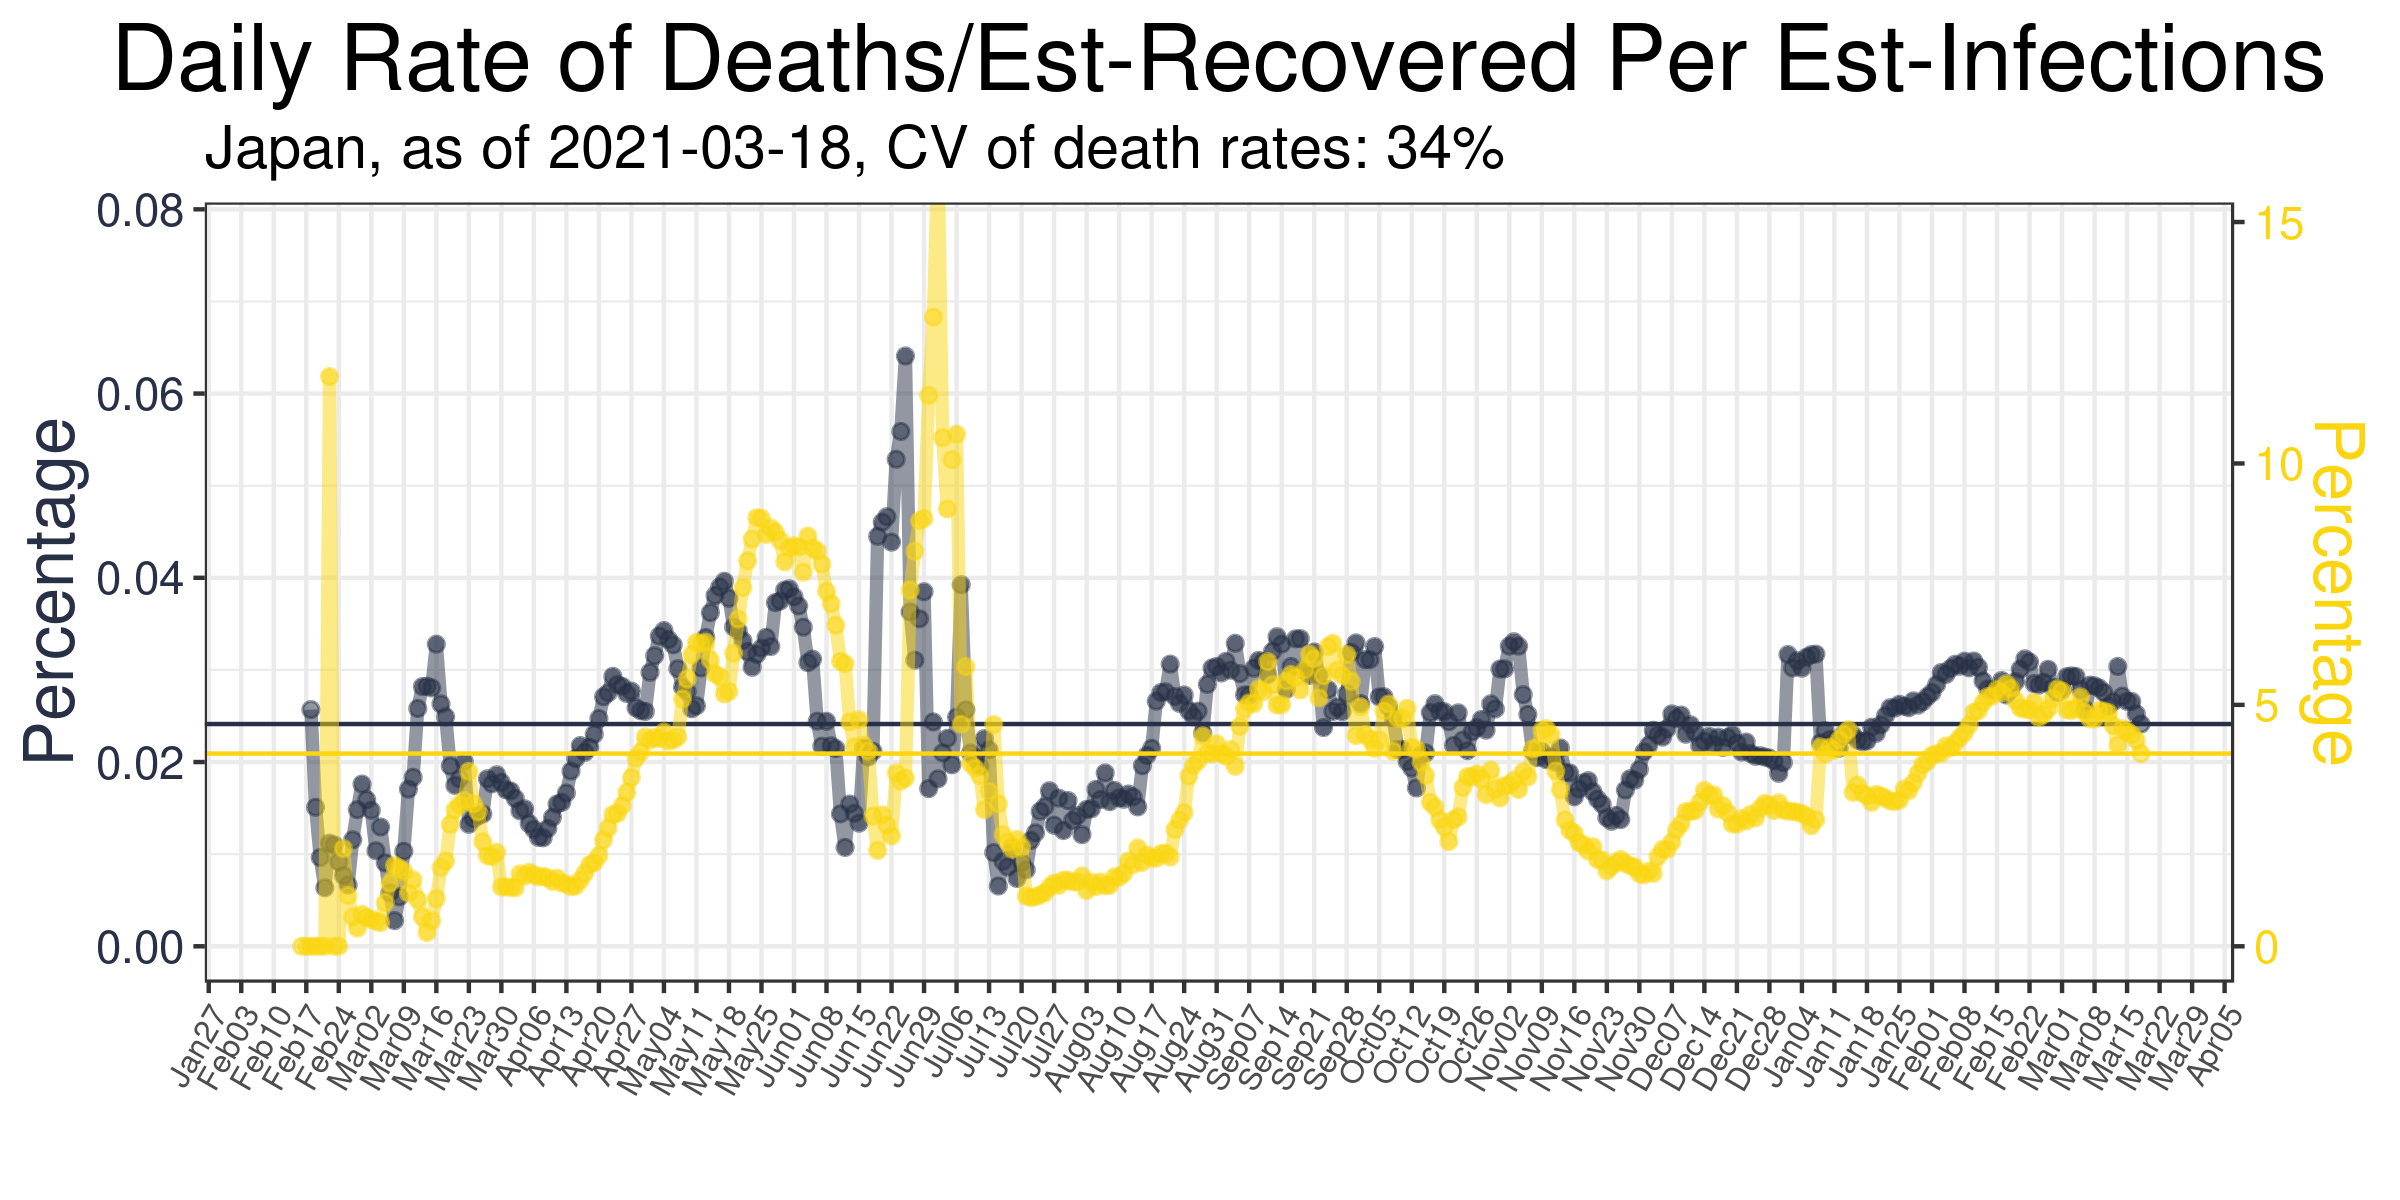 Daily Rate of Deaths/Est-Recovered Per Est-Infections
Japan, as of 2021-03-18, CV of death rates: 34%
Percentage
0.08
0.06
0.04
0.02
0.00
15
10
5
0
Percentage
Jan27
Feb03
Feb10
Feb17
Feb24
Mar02
Mar09
Mar16
Mar23
Mar30
Apr06
Apr13
Apr20
Apr27
May04
May11
May18
May25
Jun01
Jun08
Jun15
Jun22
Jun29
Jul06
Jul13
Jul20
Jul27
Aug03
Aug10
Aug17
Aug24
Aug31
Sep07
Sep14
Sep21
Sep28
Oct05
Oct12
Oct19
Oct26
Nov02
Nov09
Nov16
Nov23
Nov30
Dec07
Dec14
Dec21
Dec28
Jan04
Jan11
Jan18
Jan25
Feb01
Feb08
Feb15
Feb22
Mar01
Mar08
Mar15
Mar22
Mar29
Apr05